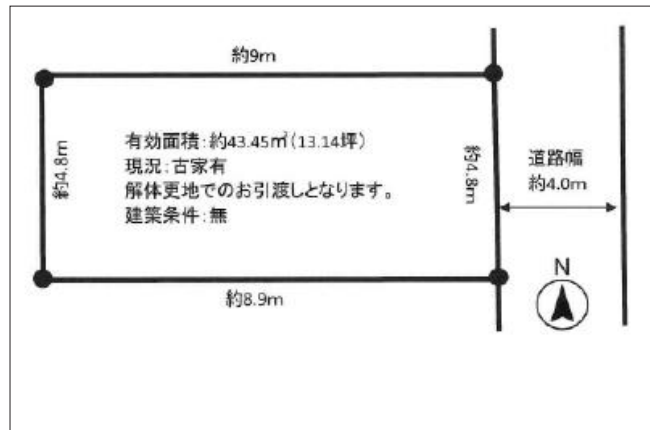 約9m
約4.8m
有効面積:約43.45㎡(13.14坪)
現況:古家有
解体更地でのお引渡しとなります。
建築条件:無
約4.8m
道路幅
約4.0m
約8.9m
N